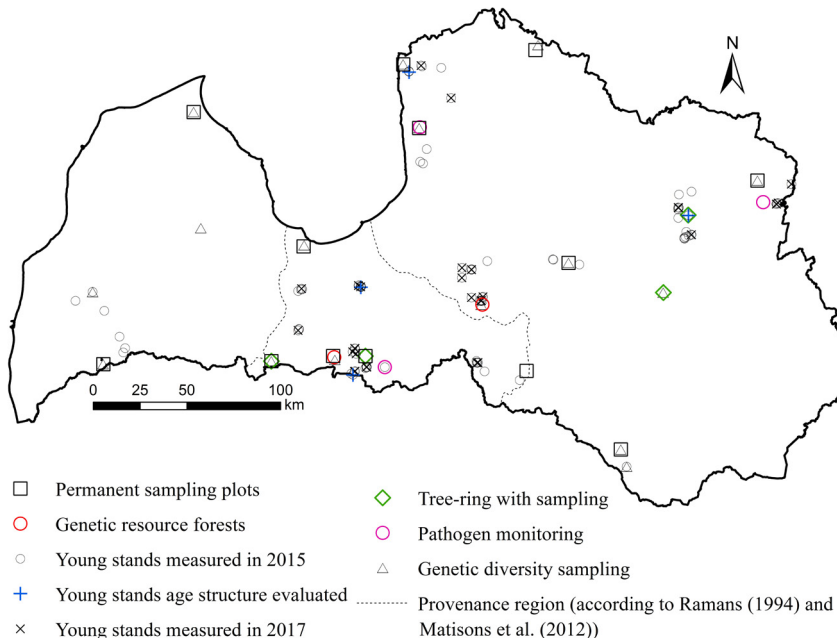 N
0 25 50 100
km
Permanent sampling plots
Genetic resource forests
Young stands measured in 2015
Young stands age structure evaluated
Young stands measured in 2017
Tree-ring with sampling
Pathogen monitoring
Genetic diversity sampling
Provenance region (according to Ramans (1994) and
Matisons et al. (2012))